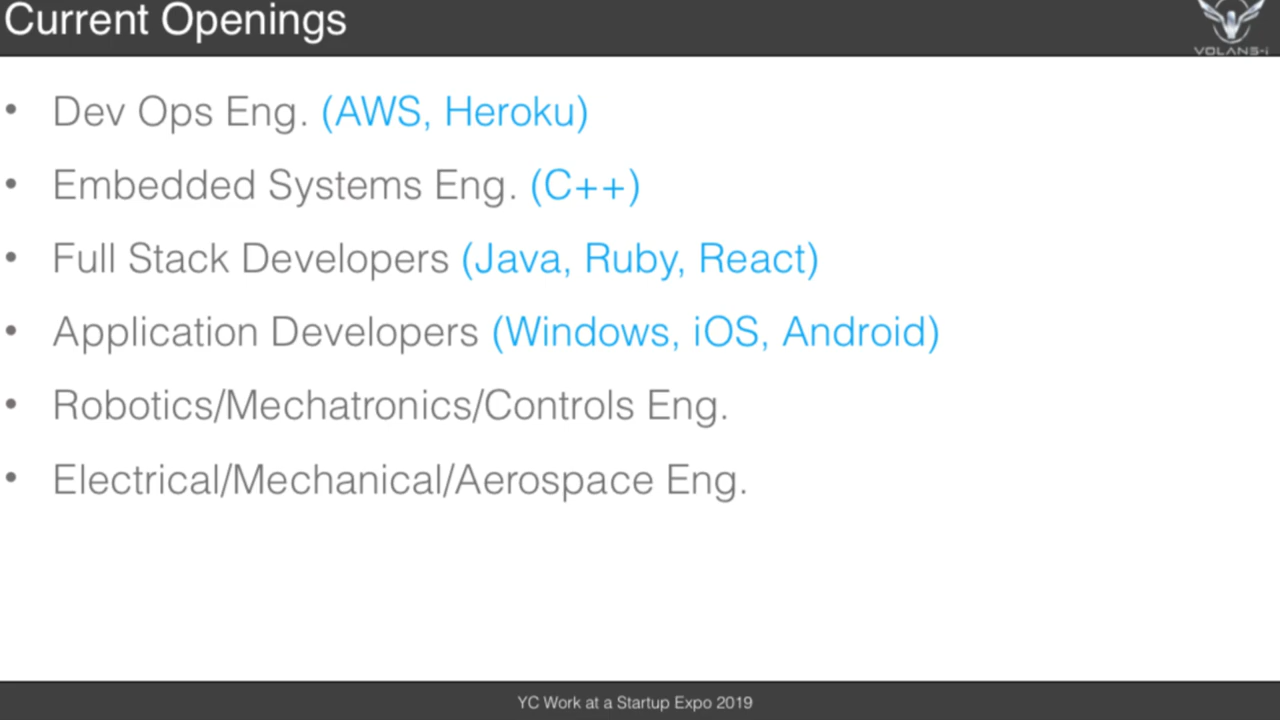 Current Openings
VOLANS-i
• Dev Ops Eng. (AWS, Heroku)
• Embedded Systems Eng. (C++)
• Full Stack Developers (Java, Ruby, React)
• Application Developers (Windows, iOS, Android)
• Robotics/Mechatronics/Controls Eng.
• Electrical/Mechanical/Aerospace Eng.
YC Work at a Startup Expo 2019